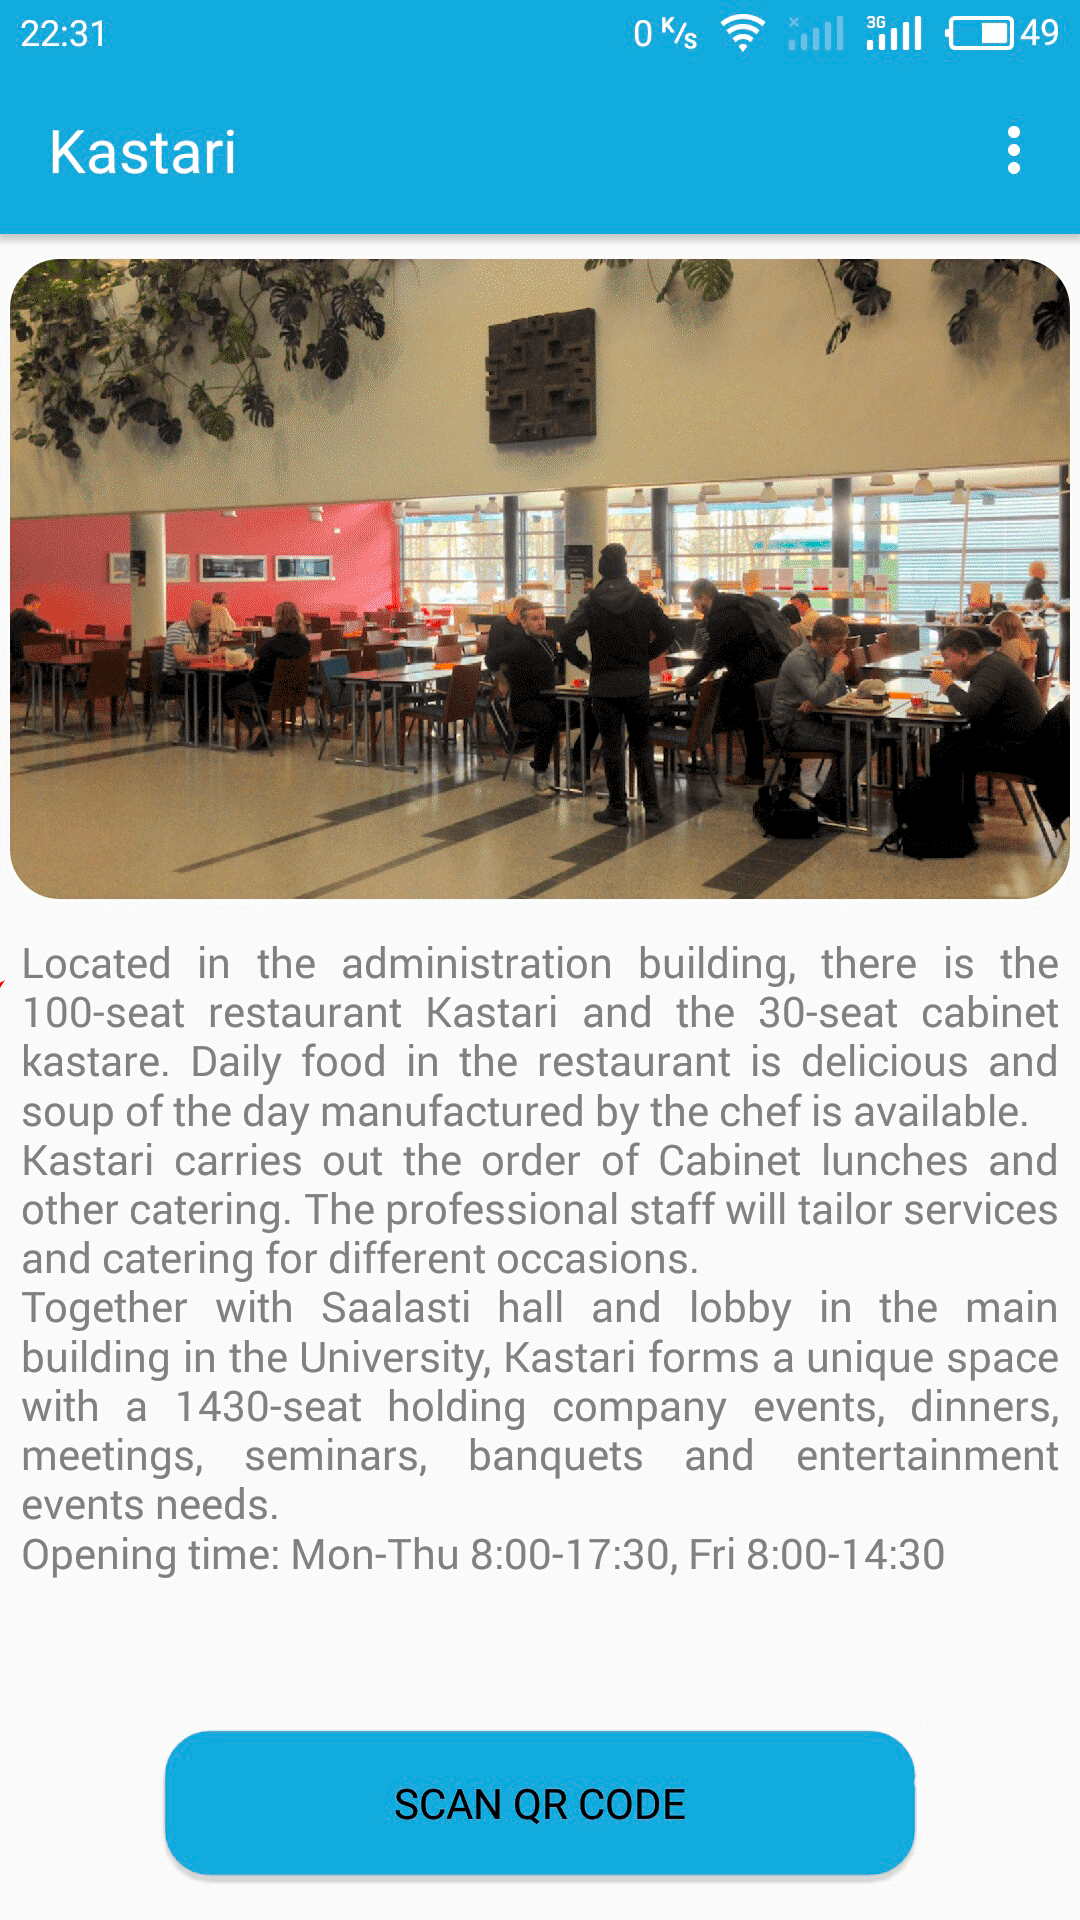 22:31
0 K/s
3G
49
Kastari
Located in the administration building, there is the
100-seat restaurant Kastari and the 30-seat cabinet
kastare. Daily food in the restaurant is delicious and
soup of the day manufactured by the chef is available.
Kastari carries out the order of Cabinet lunches and
other catering. The professional staff will tailor services
and catering for different occasions.
Together with Saalasti hall and lobby in the main
building in the University, Kastari forms a unique space
with a 1430-seat holding company events, dinners,
meetings, seminars, banquets and entertainment
events needs.
Opening time: Mon-Thu 8:00-17:30, Fri 8:00-14:30
SCAN QR CODE